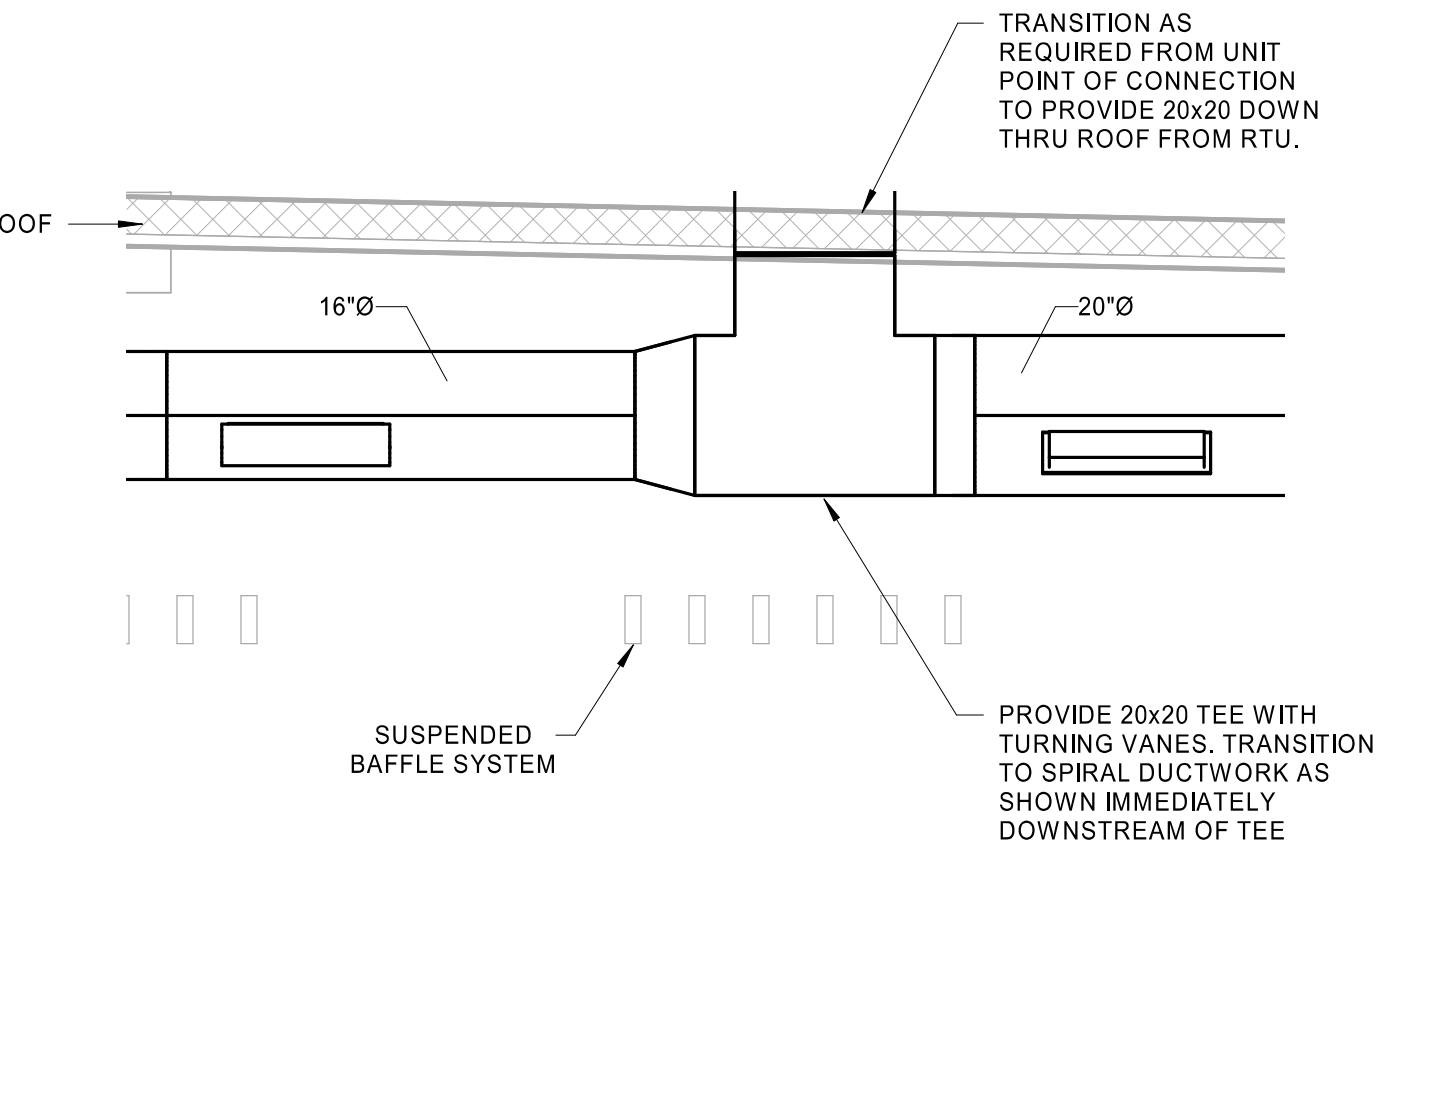 TRANSITION AS
REQUIRED FROM UNIT
POINT OF CONNECTION
TO PROVIDE 20x20 DOWN
THRU ROOF FROM RTU.
OOF
16"Ø
20"Ø
SUSPENDED
BAFFLE SYSTEM
PROVIDE 20x20 TEE WITH
TURNING VANES. TRANSITION
TO SPIRAL DUCTWORK AS
SHOWN IMMEDIATELY
DOWNSTREAM OF TEE